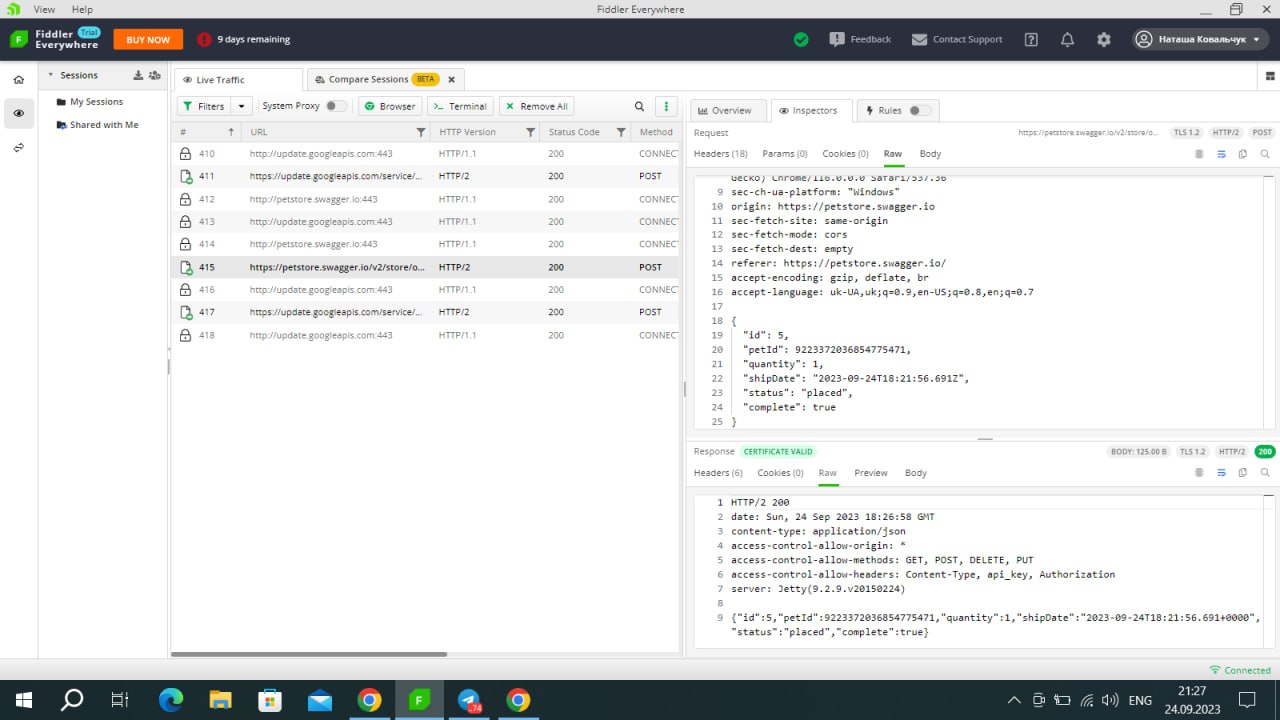 View Help Fiddler Everywhere
Fiddler Trial
Everywhere
BUY NOW
9 days remaining
Feedback
Contact Support
Наташа Ковальчук
Sessions
My Sessions
Shared with Me
Live Traffic
Compare Sessions BETA
Filters
System Proxy
Browser
Terminal
Remove All
# URL HTTP Version Status Code Method
410 http://update.googleapis.com:443 HTTP/1.1 200 CONNEC
411 https://update.googleapis.com/service/... HTTP/2 200 POST
412 http://petstore.swagger.io:443 HTTP/1.1 200 CONNEC
413 http://update.googleapis.com:443 HTTP/1.1 200 CONNEC
414 http://petstore.swagger.io:443 HTTP/1.1 200 CONNEC
415 https://petstore.swagger.io/v2/store/o... HTTP/2 200 POST
416 http://update.googleapis.com:443 HTTP/1.1 200 CONNEC
417 https://update.googleapis.com/service/... HTTP/2 200 POST
418 http://update.googleapis.com:443 HTTP/1.1 200 CONNEC
Overview Inspectors Rules
Request https://petstore.swagger.io/v2/store/o... TLS 1.2 HTTP/2 POST
Headers (18) Params (0) Cookies (0) Raw Body
Gecko) Chrome/116.0.0.0 Safari/537.36
9 sec-ch-ua-platform: "Windows"
10 origin: https://petstore.swagger.io
11 sec-fetch-site: same-origin
12 sec-fetch-mode: cors
13 sec-fetch-dest: empty
14 referer: https://petstore.swagger.io/
15 accept-encoding: gzip, deflate, br
16 accept-language: uk-UA,uk;q=0.9,en-US;q=0.8,en;q=0.7
17
18 {
19 "id": 5,
20 "petId": 9223372036854775471,
21 "quantity": 1,
22 "shipDate": "2023-09-24T18:21:56.691Z",
23 "status": "placed",
24 "complete": true
25 }
Response CERTIFICATE VALID BODY: 125.00 B TLS 1.2 HTTP/2 200
Headers (6) Cookies (0) Raw Preview Body
1 HTTP/2 200
2 date: Sun, 24 Sep 2023 18:26:58 GMT
3 content-type: application/json
4 access-control-allow-origin: *
5 access-control-allow-methods: GET, POST, DELETE, PUT
6 access-control-allow-headers: Content-Type, api_key, Authorization
7 server: Jetty(9.2.9.v20150224)
8
9 {"id":5,"petId":9223372036854775471,"quantity":1,"shipDate":"2023-09-24T18:21:56.691+0000",
"status":"placed","complete":true}
Connected
74
ENG
21:27
24.09.2023